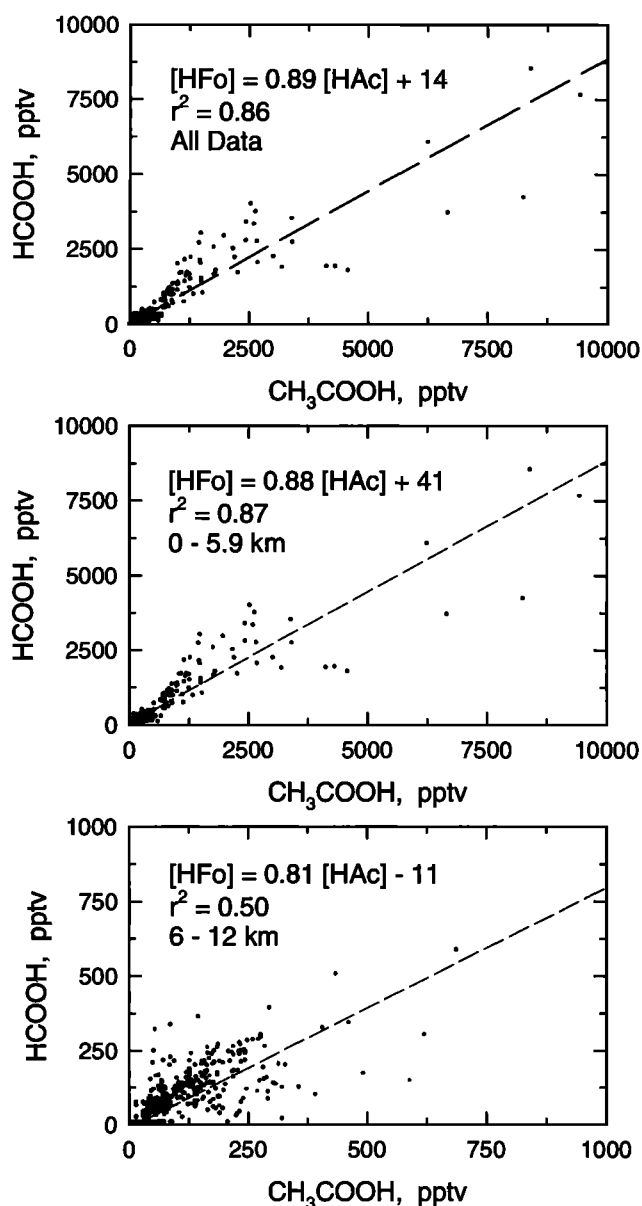 10000
7500
5000
2500
0
HCOOH, pptv
[HFo] = 0.89 [HAc] + 14
r² = 0.86
All Data
0 2500 5000 7500 10000
CH₃COOH, pptv
10000
7500
5000
2500
0
HCOOH, pptv
[HFo] = 0.88 [HAc] + 41
r² = 0.87
0 - 5.9 km
0 2500 5000 7500 10000
CH₃COOH, pptv
1000
750
500
250
0
HCOOH, pptv
[HFo] = 0.81 [HAc] - 11
r² = 0.50
6 - 12 km
0 250 500 750 1000
CH₃COOH, pptv